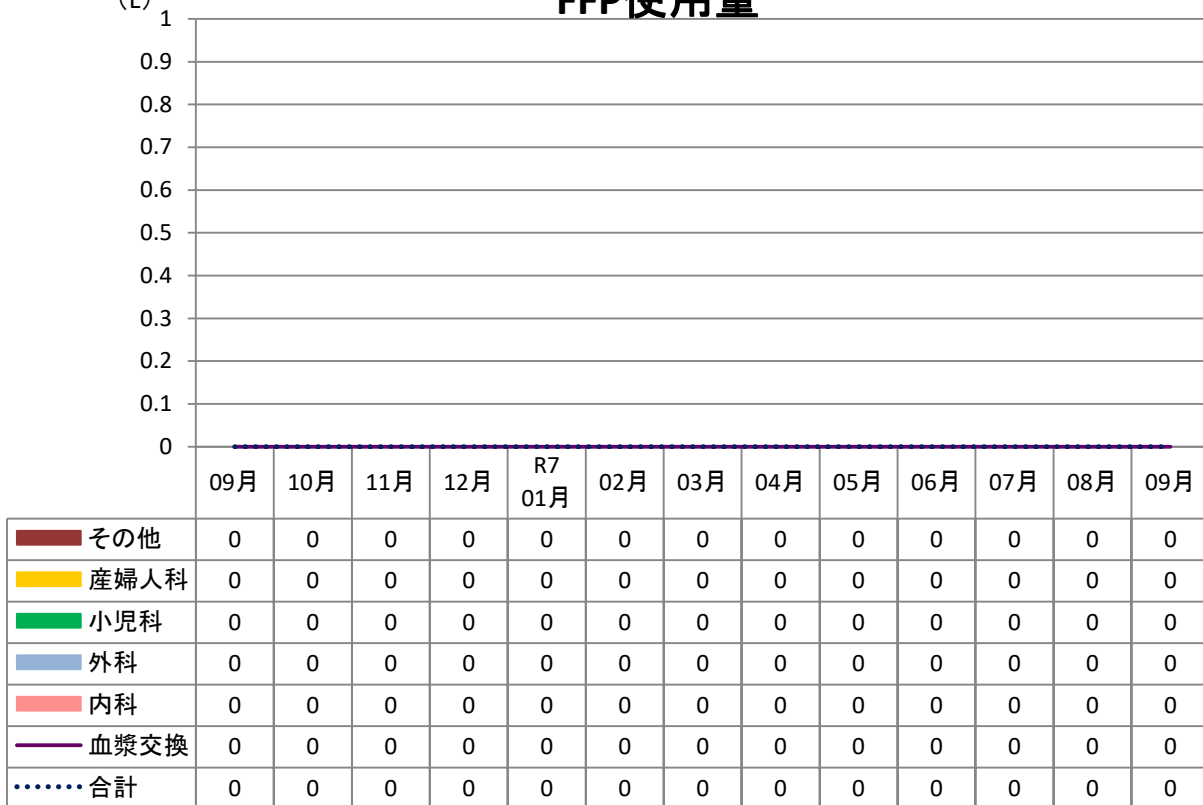 (L)
FFP使用量
1
0.9
0.8
0.7
0.6
0.5
0.4
0.3
0.2
0.1
0
09月 10月 11月 12月 R7 01月 02月 03月 04月 05月 06月 07月 08月 09月
その他 0 0 0 0 0 0 0 0 0 0 0 0 0
産婦人科 0 0 0 0 0 0 0 0 0 0 0 0 0
小児科 0 0 0 0 0 0 0 0 0 0 0 0 0
外科 0 0 0 0 0 0 0 0 0 0 0 0 0
内科 0 0 0 0 0 0 0 0 0 0 0 0 0
血漿交換 0 0 0 0 0 0 0 0 0 0 0 0 0
合計 0 0 0 0 0 0 0 0 0 0 0 0 0